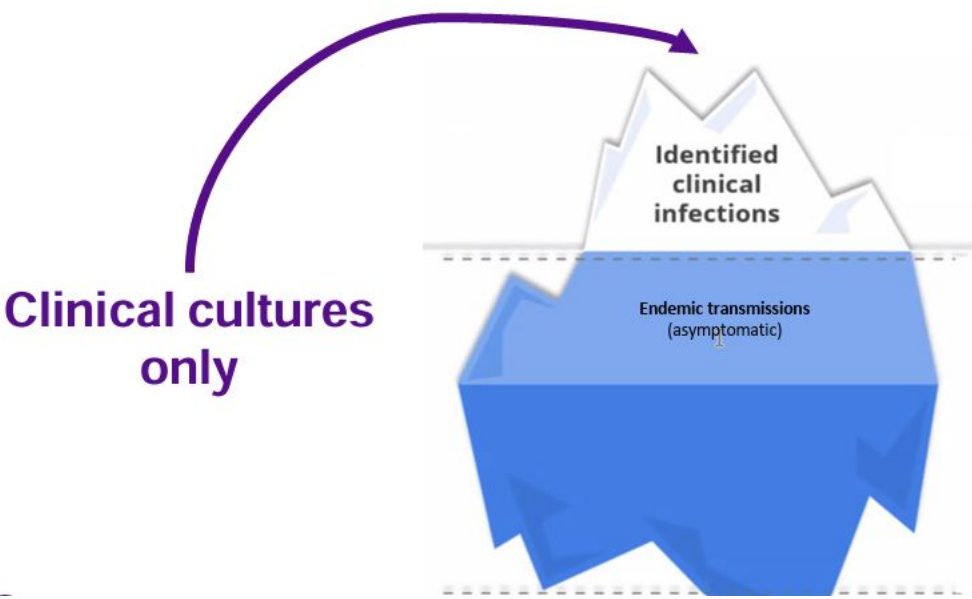 Clinical cultures
only
Identified
clinical
infections
Endemic transmissions
(asymptomatic)